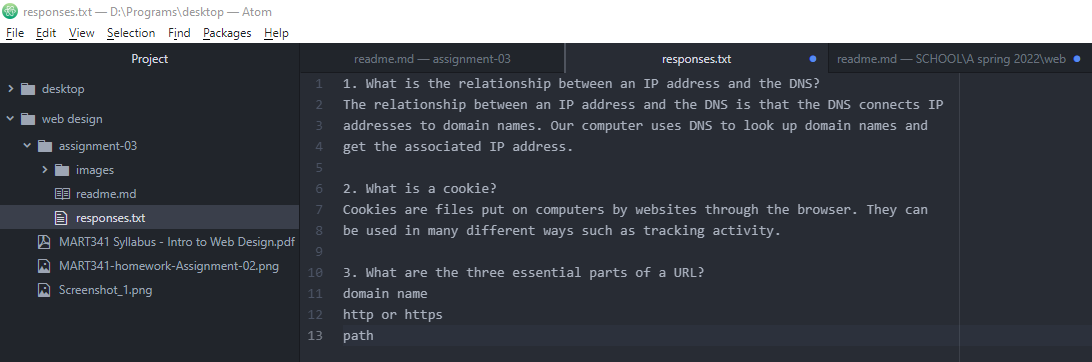 responses.txt — D:\Programs\desktop — Atom
File Edit View Selection Find Packages Help
Project
readme.md — assignment-03
responses.txt
readme.md — SCHOOL\A spring 2022\web
desktop
web design
assignment-03
images
readme.md
responses.txt
MART341 Syllabus - Intro to Web Design.pdf
MART341-homework-Assignment-02.png
Screenshot_1.png
1 1. What is the relationship between an IP address and the DNS?
2 The relationship between an IP address and the DNS is that the DNS connects IP
3 addresses to domain names. Our computer uses DNS to look up domain names and
4 get the associated IP address.
5
6 2. What is a cookie?
7 Cookies are files put on computers by websites through the browser. They can
8 be used in many different ways such as tracking activity.
9
10 3. What are the three essential parts of a URL?
11 domain name
12 http or https
13 path